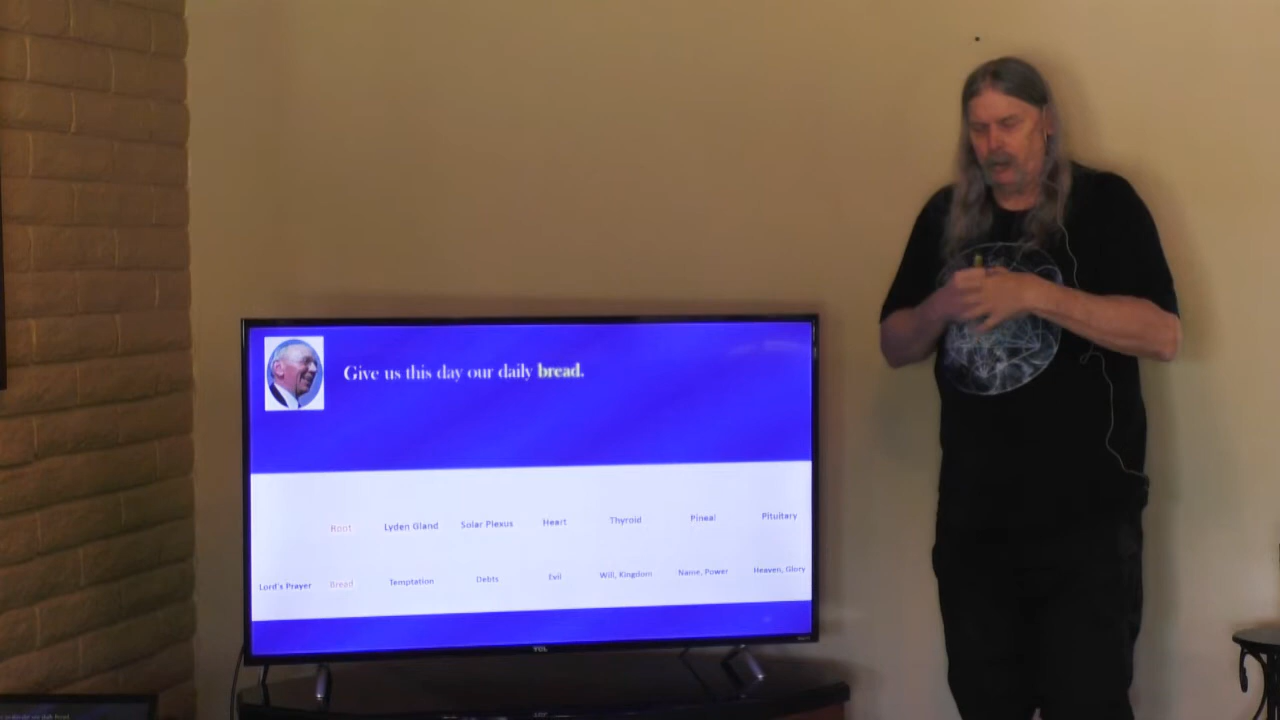 Give us this day our daily bread.
Root Lyden Gland Solar Plexus Heart Thyroid Pineal Pituitary
Lord's Prayer Bread Temptation Debts Evil Will, Kingdom Name, Power Heaven, Glory
TCL